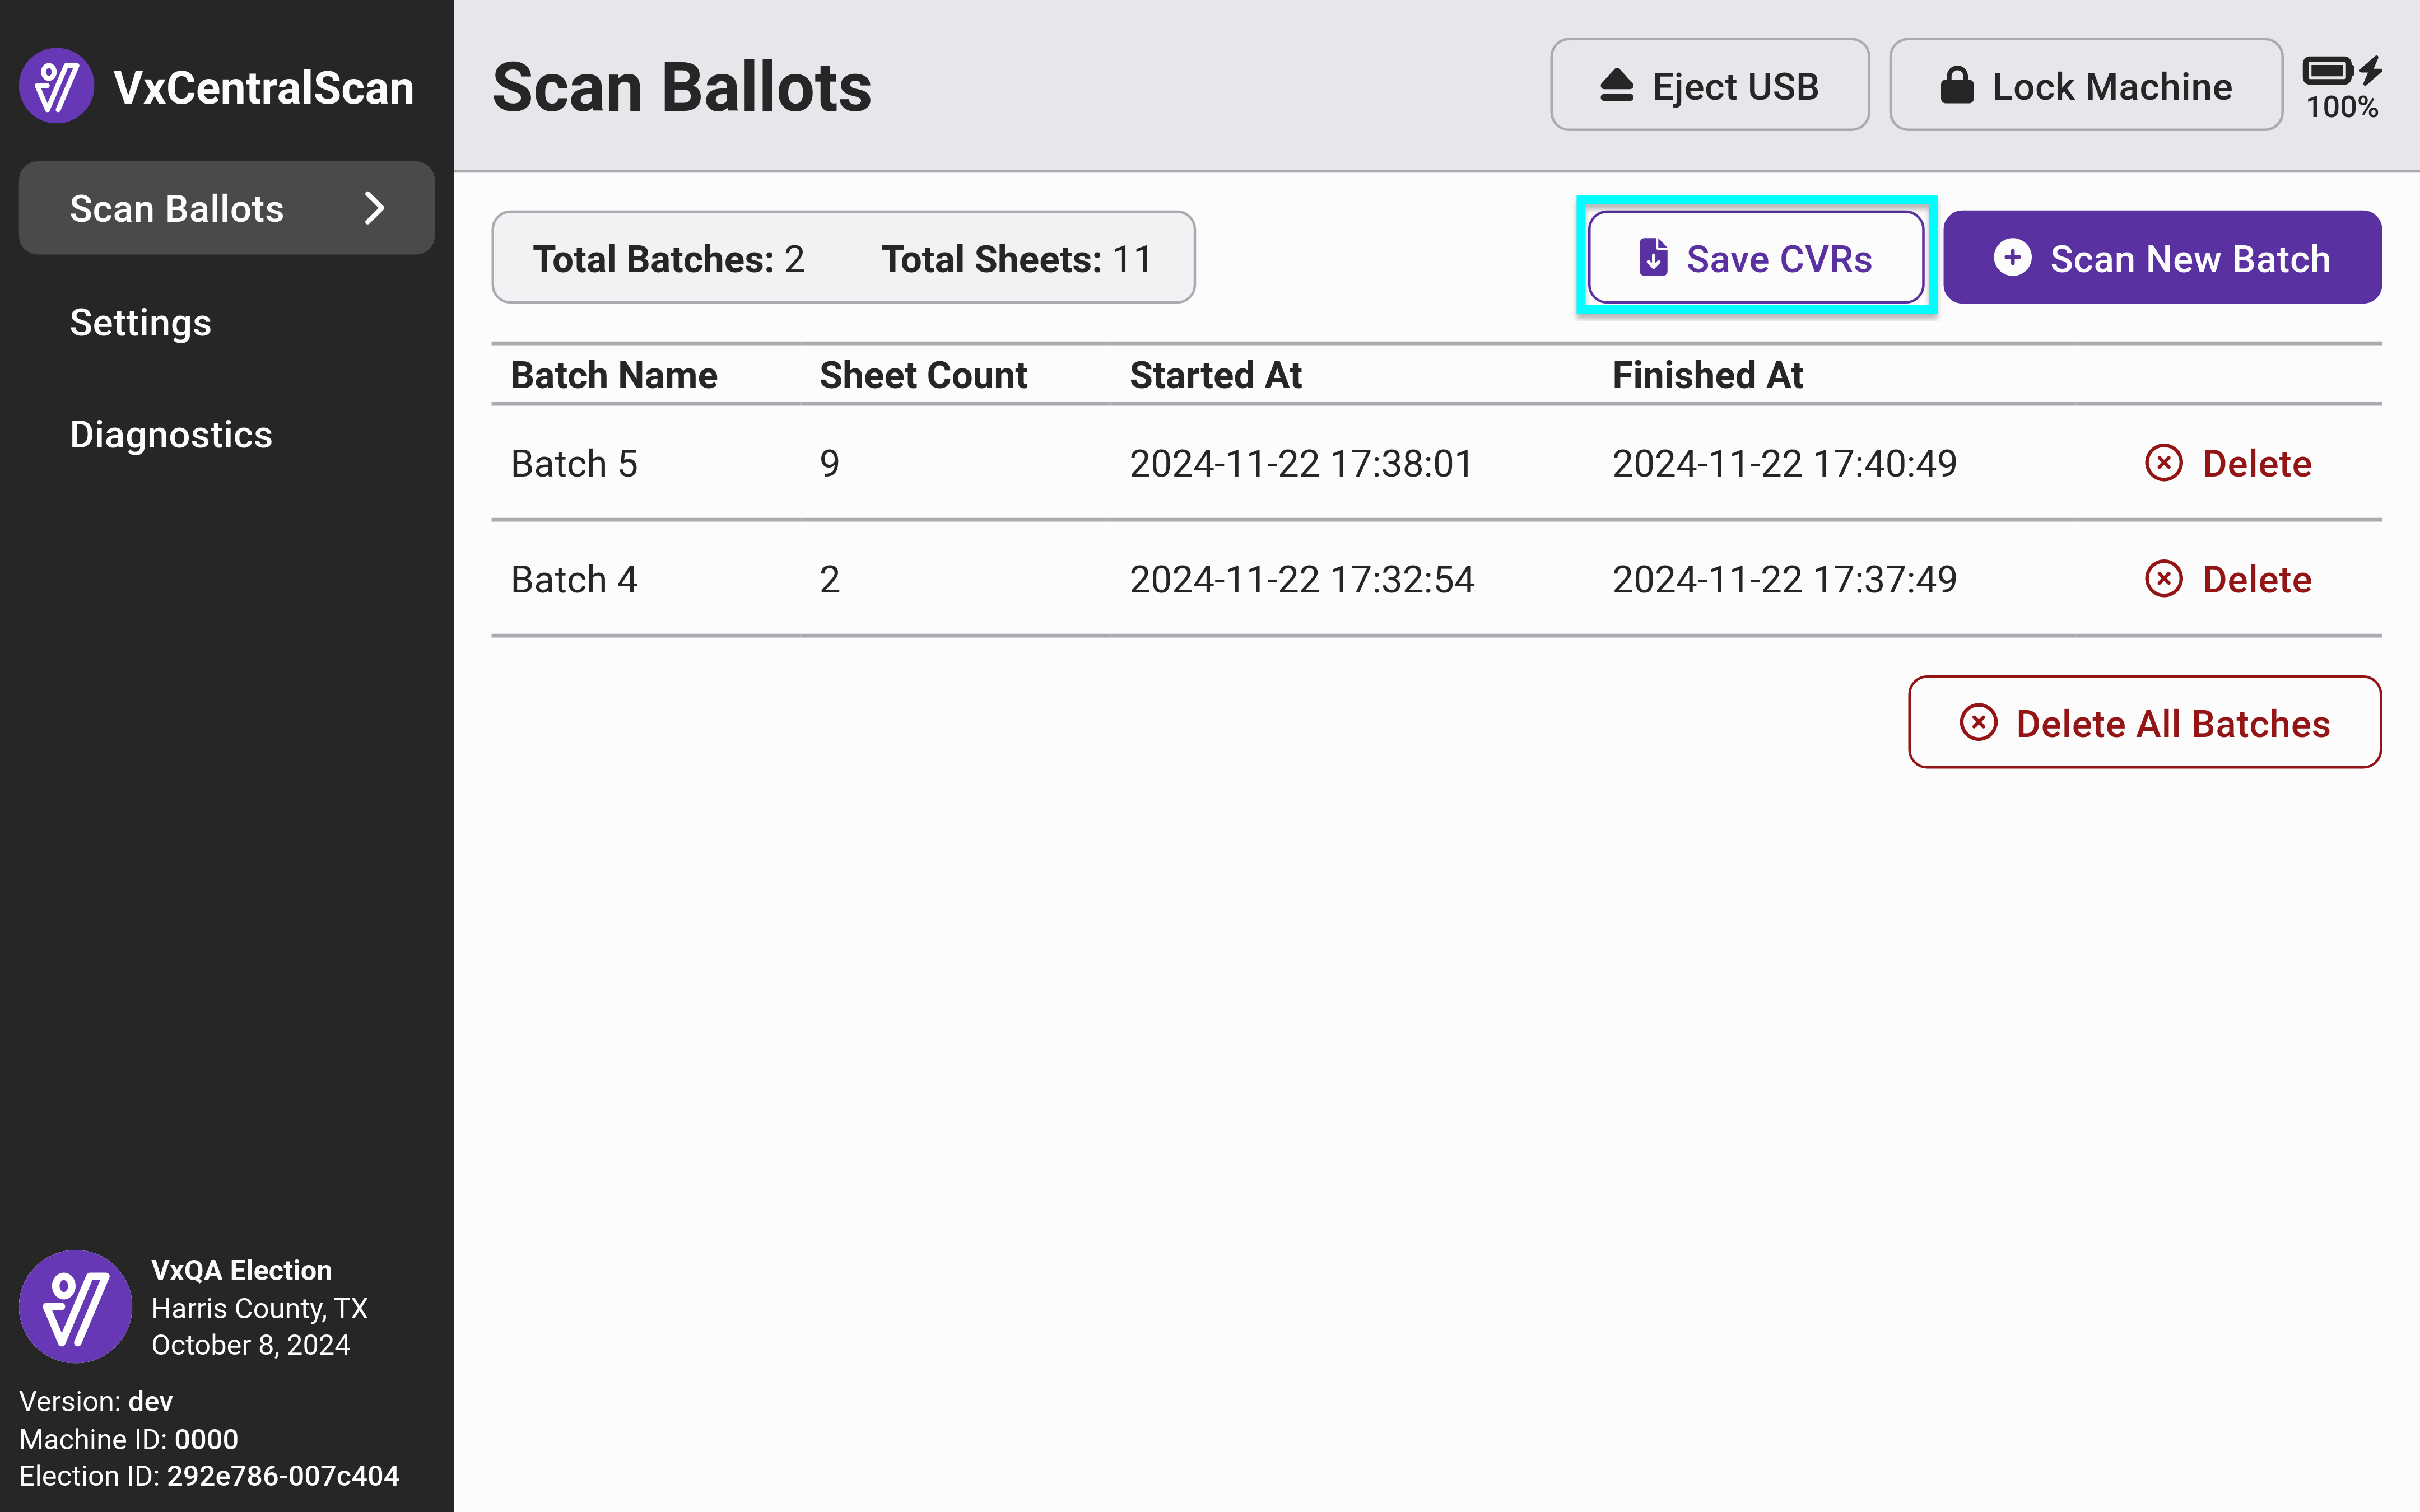 VxCentralScan
Scan Ballots
Settings
Diagnostics
VxQA Election
Harris County, TX
October 8, 2024
Version: dev
Machine ID: 0000
Election ID: 292e786-007c404
Scan Ballots
Eject USB
Lock Machine
100%
Total Batches: 2 Total Sheets: 11
Save CVRs
Scan New Batch
Batch Name Sheet Count Started At Finished At
Batch 5 9 2024-11-22 17:38:01 2024-11-22 17:40:49 Delete
Batch 4 2 2024-11-22 17:32:54 2024-11-22 17:37:49 Delete
Delete All Batches